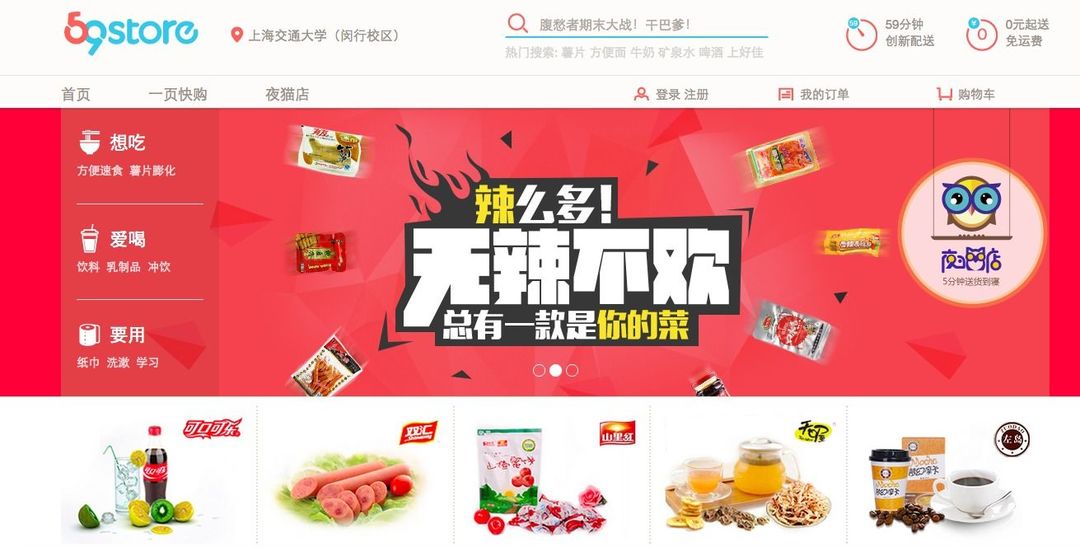 59store
上海交通大学（闵行校区）
腹愁者期末大战！干巴爹！
热门搜索: 薯片 方便面 牛奶 矿泉水 啤酒 上好佳
59
59分钟
创新配送
¥
0
0元起送
免运费
首页
一页快购
夜猫店
登录 注册
我的订单
购物车
想吃
方便速食 薯片膨化
爱喝
饮料 乳制品 冲饮
要用
纸巾 洗漱 学习
辣么多！
无辣不欢
总有一款是你的菜
夜猫店
5分钟送货到寝
可口可乐
双汇
Shineway
山里红
左岛
Mocha